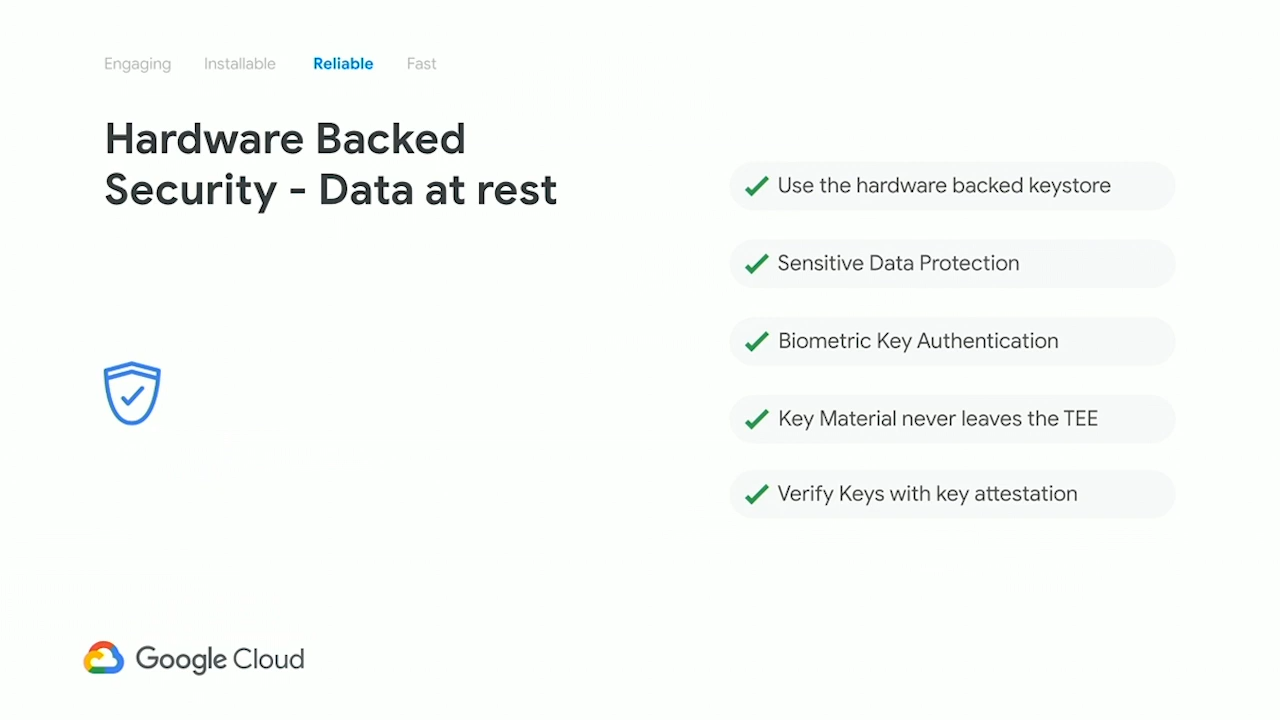 Engaging Installable Reliable Fast
Hardware Backed
Security - Data at rest
Use the hardware backed keystore
Sensitive Data Protection
Biometric Key Authentication
Key Material never leaves the TEE
Verify Keys with key attestation
Google Cloud